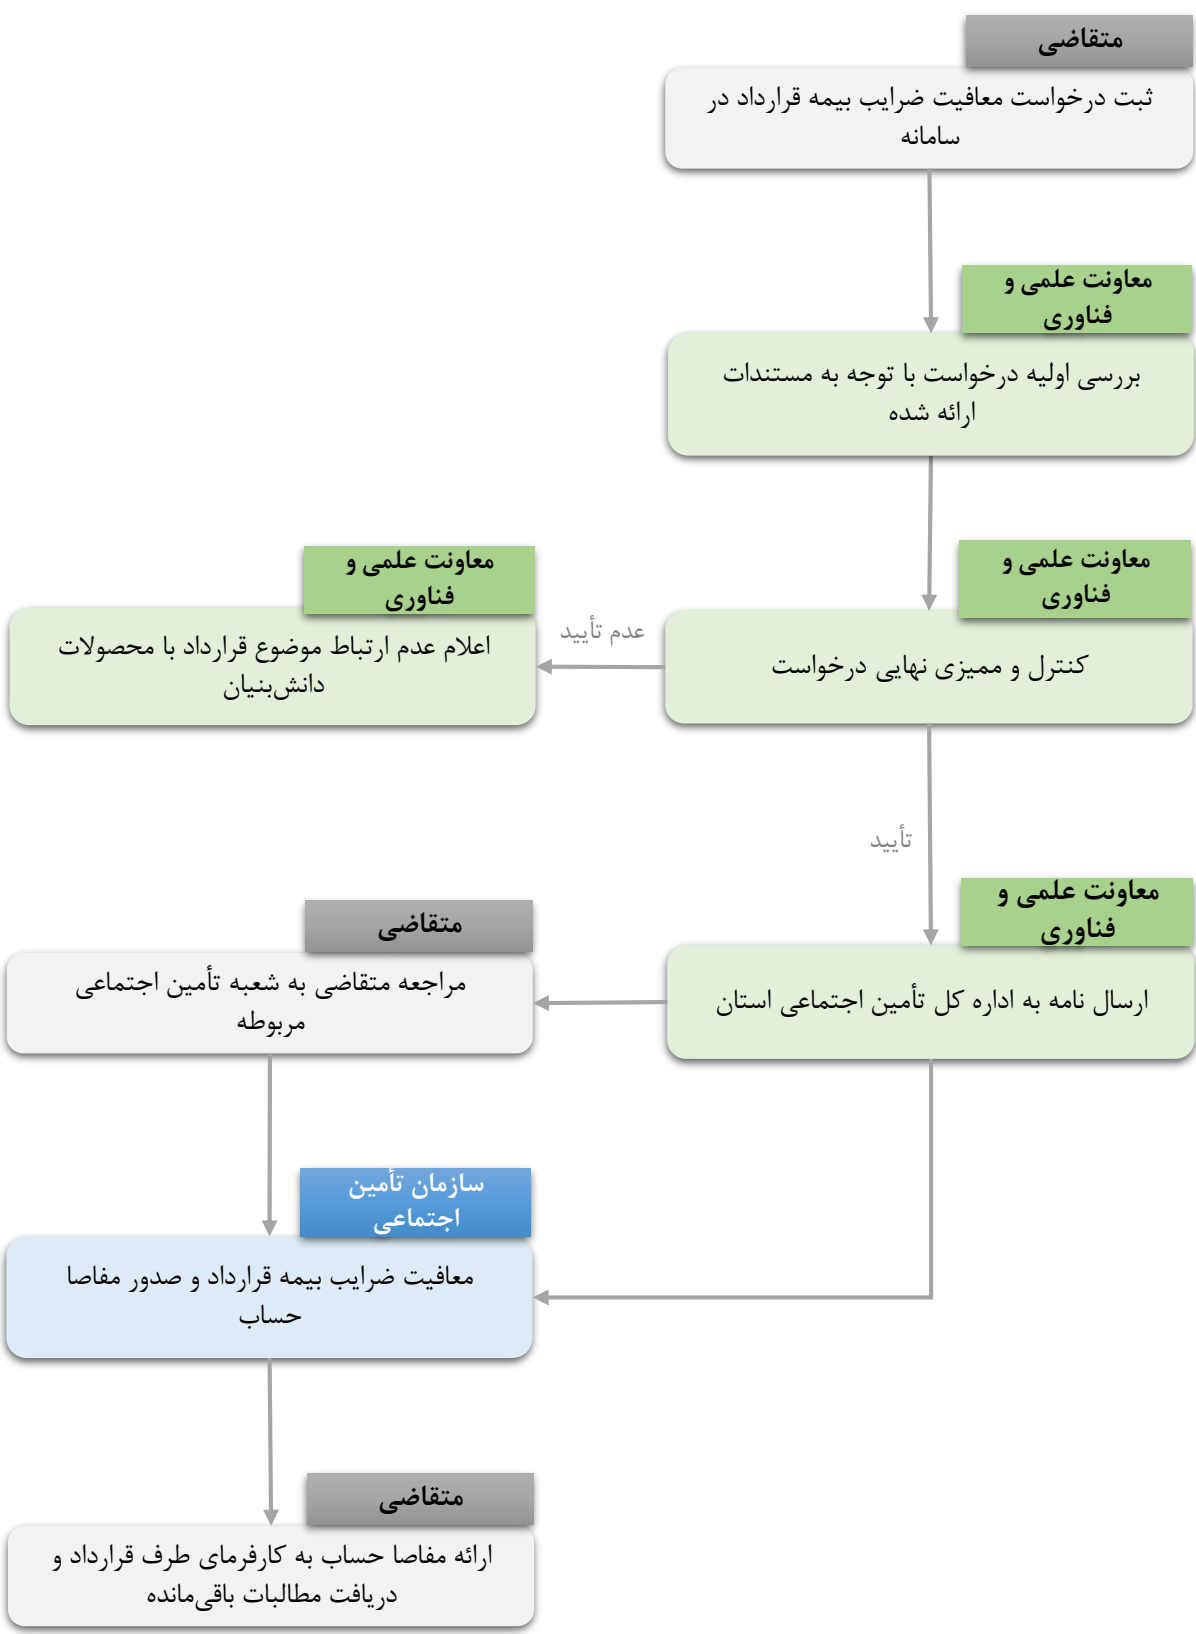 متقاضی
ثبت درخواست معافیت ضرایب بیمه قرارداد در
سامانه
معاونت علمی و
فناوری
بررسی اولیه درخواست با توجه به مستندات
ارائه شده
معاونت علمی و
فناوری
کنترل و ممیزی نهایی درخواست
عدم تأیید
معاونت علمی و
فناوری
اعلام عدم ارتباط موضوع قرارداد با محصولات
دانش‌بنیان
تأیید
معاونت علمی و
فناوری
ارسال نامه به اداره کل تأمین اجتماعی استان
متقاضی
مراجعه متقاضی به شعبه تأمین اجتماعی
مربوطه
سازمان تأمین
اجتماعی
معافیت ضرایب بیمه قرارداد و صدور مفاصا
حساب
متقاضی
ارائه مفاصا حساب به کارفرمای طرف قرارداد و
دریافت مطالبات باقی‌مانده